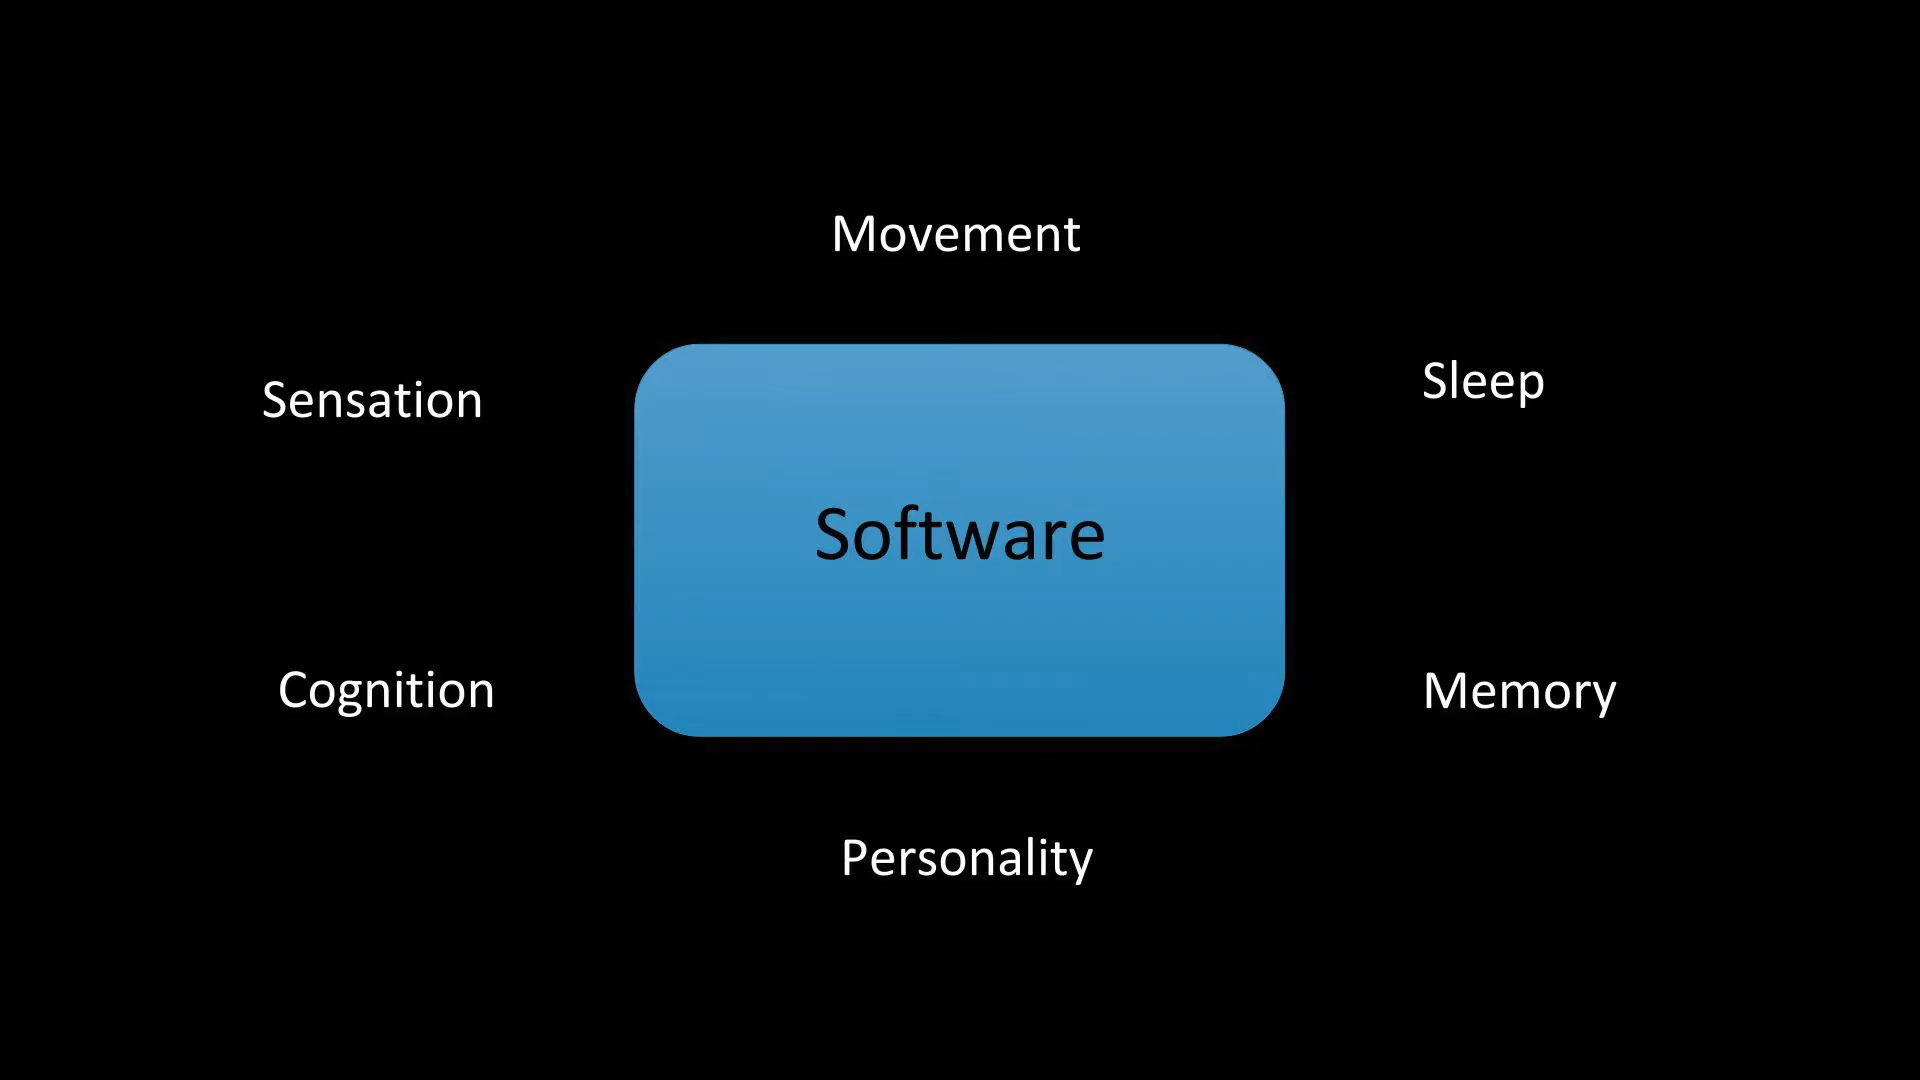 Movement
Sensation
Sleep
Software
Cognition
Memory
Personality